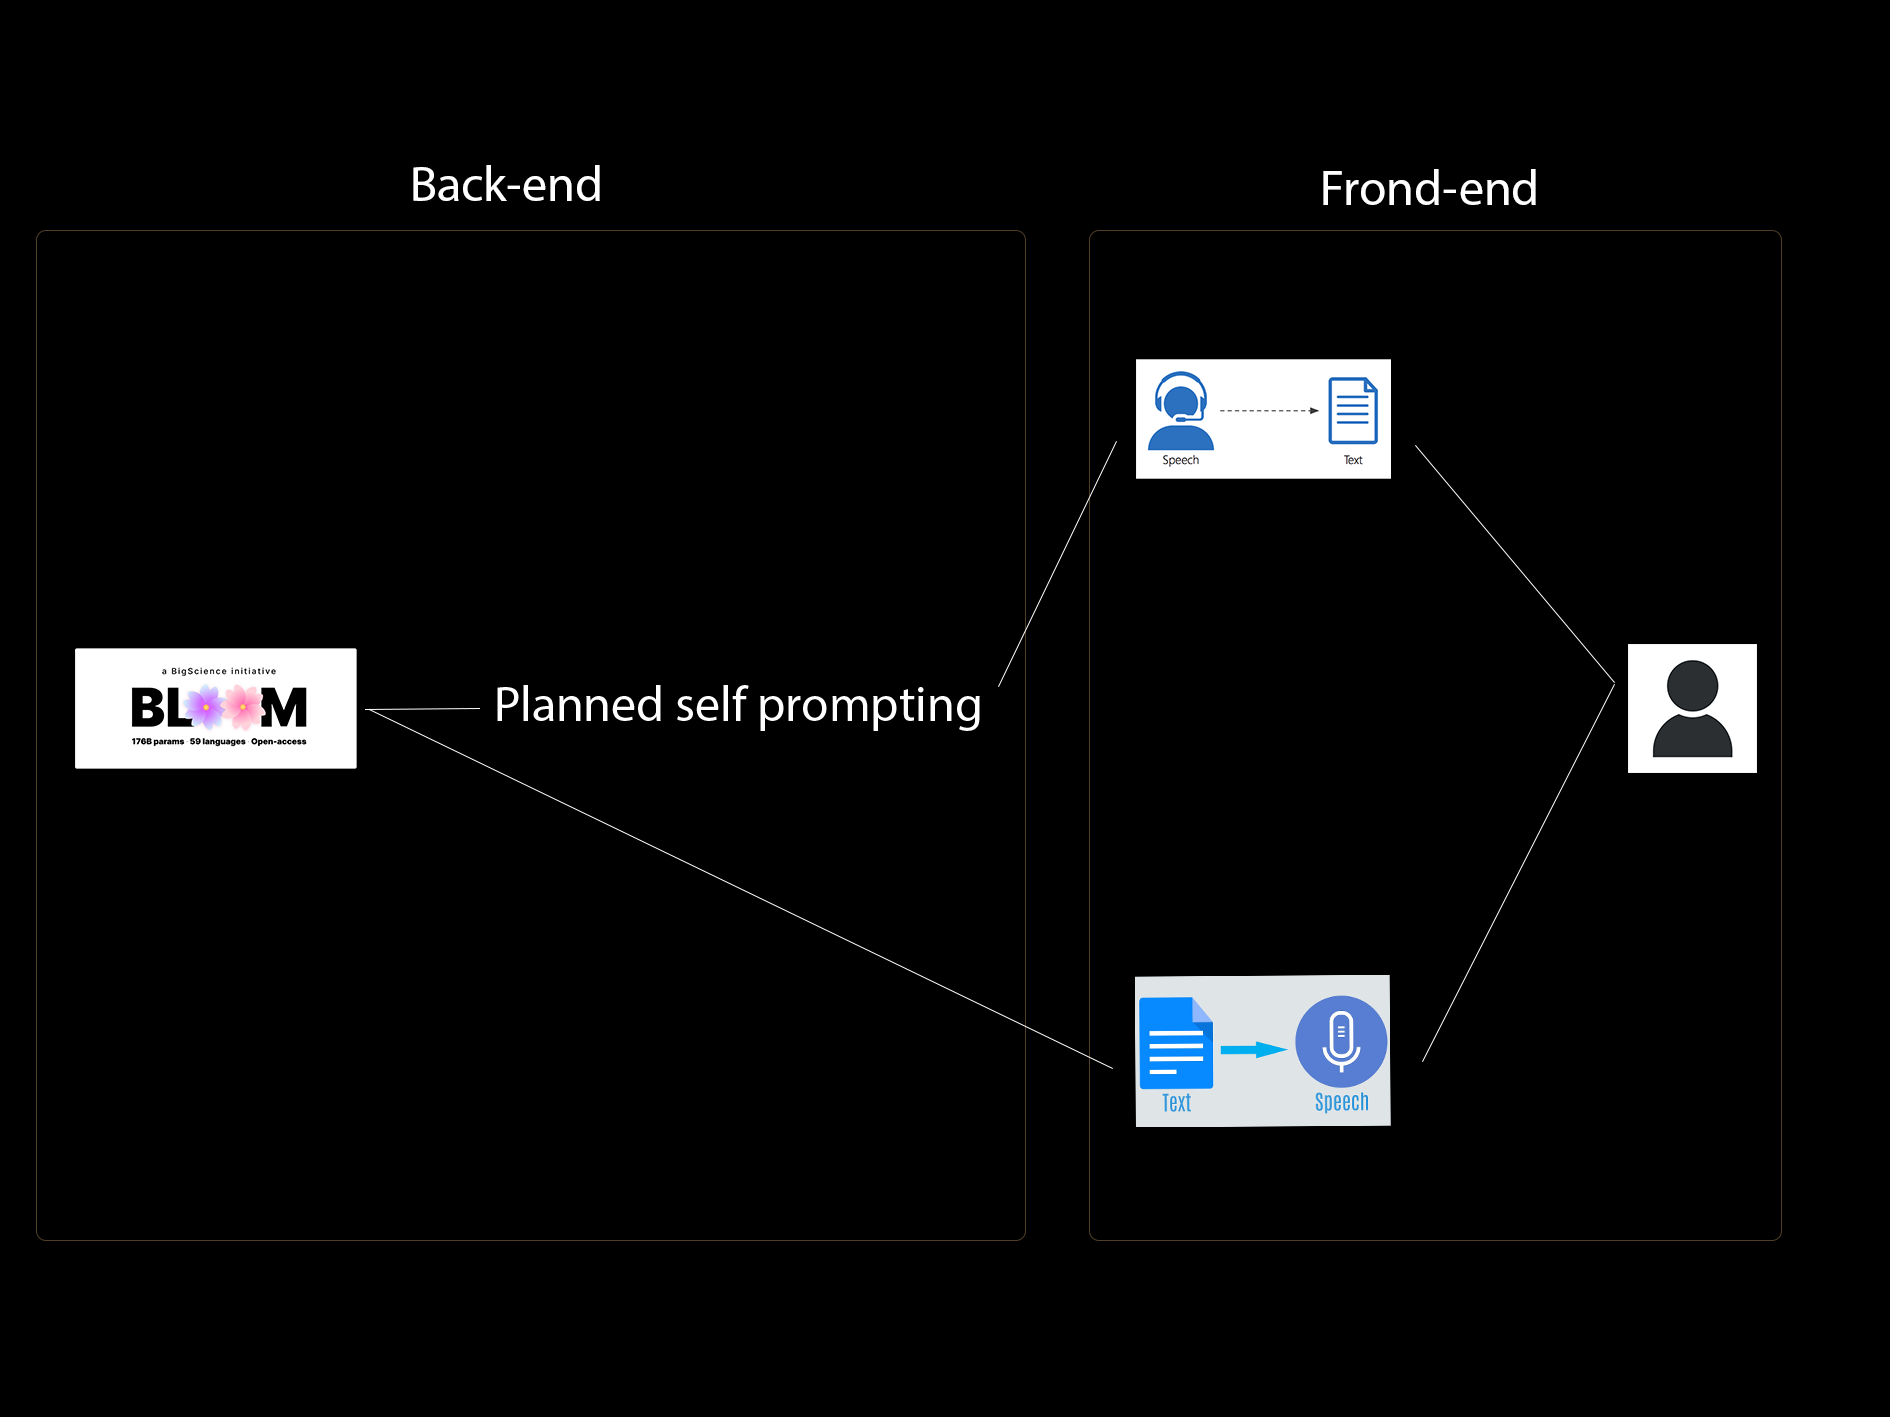 Back-end
Frond-end
Speech
Text
a BigScience initiative
BLOOM
176B params · 59 languages · Open-access
Planned self prompting
Text
Speech